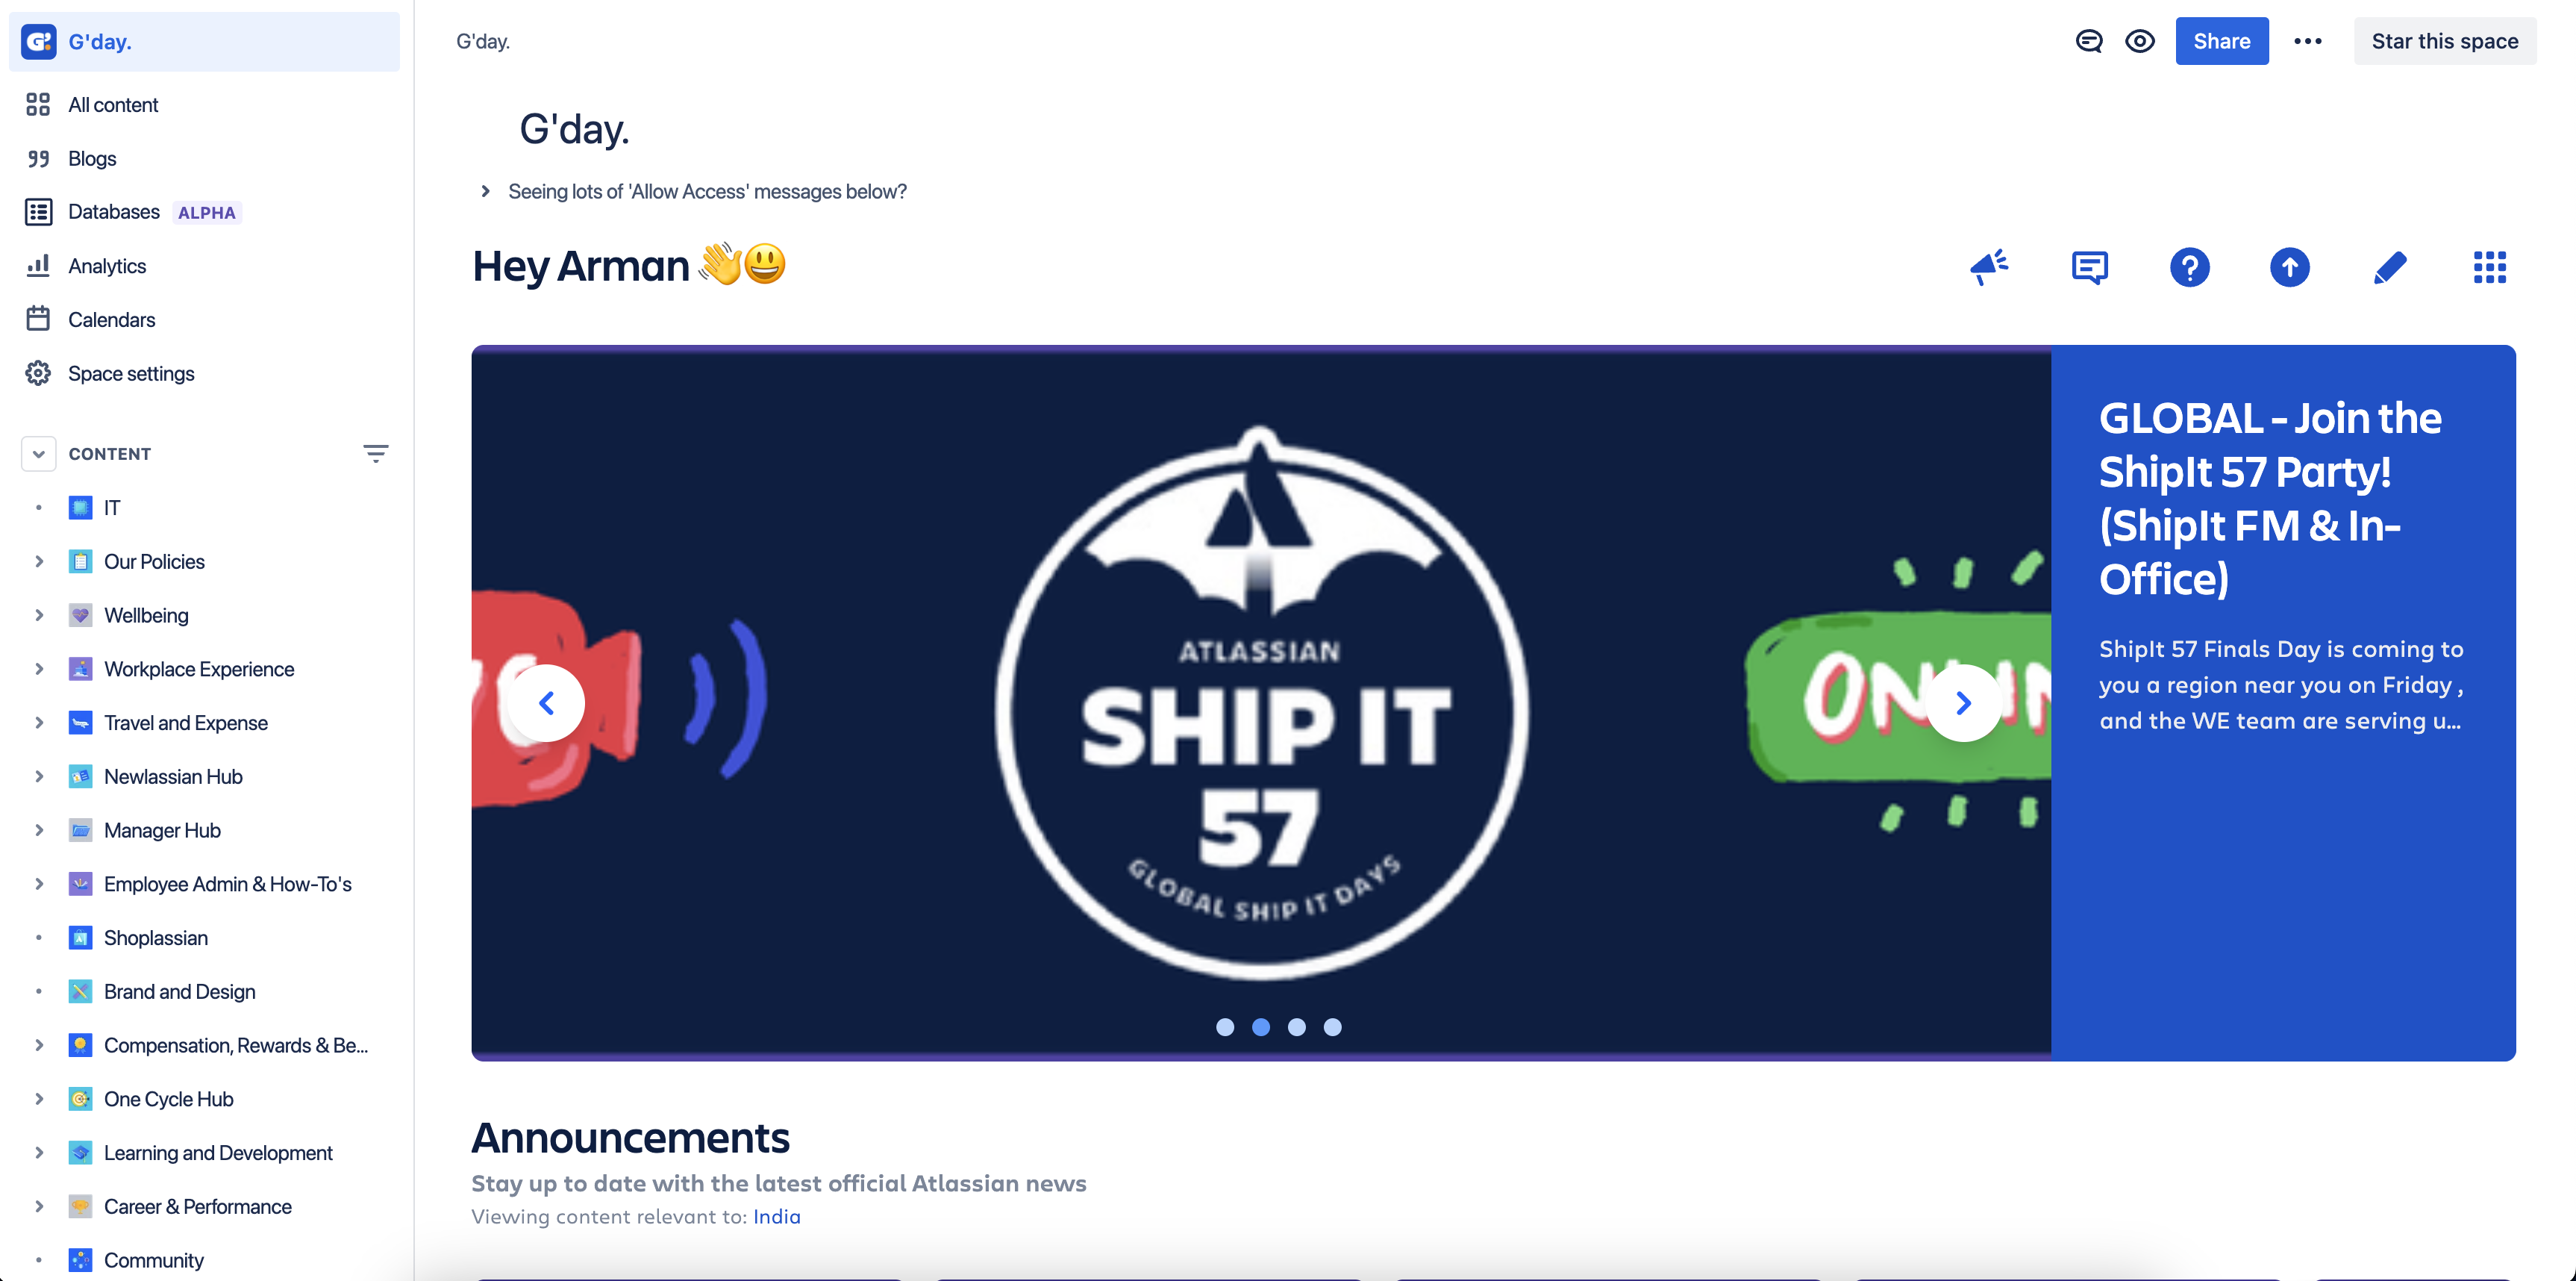 G'day.
All content
Blogs
Databases ALPHA
Analytics
Calendars
Space settings
CONTENT
IT
Our Policies
Wellbeing
Workplace Experience
Travel and Expense
Newlassian Hub
Manager Hub
Employee Admin & How-To's
Shoplassian
Brand and Design
Compensation, Rewards & Be...
One Cycle Hub
Learning and Development
Career & Performance
Community
G'day.
Share
Star this space
G'day.
Seeing lots of 'Allow Access' messages below?
Hey Arman 👋😃
ATLASSIAN
SHIP IT
57
GLOBAL SHIP IT DAYS
GLOBAL - Join the
ShipIt 57 Party!
(ShipIt FM & In-
Office)
ShipIt 57 Finals Day is coming to
you a region near you on Friday ,
and the WE team are serving u...
Announcements
Stay up to date with the latest official Atlassian news
Viewing content relevant to: India